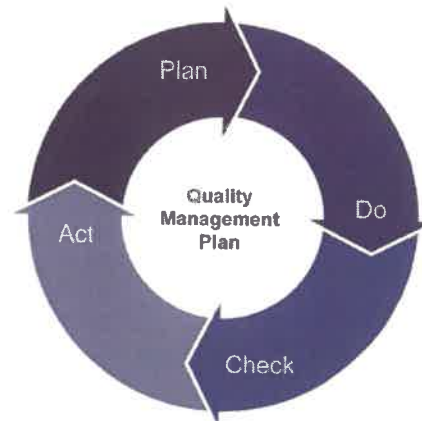 Plan
Do
Check
Act
Quality
Management
Plan